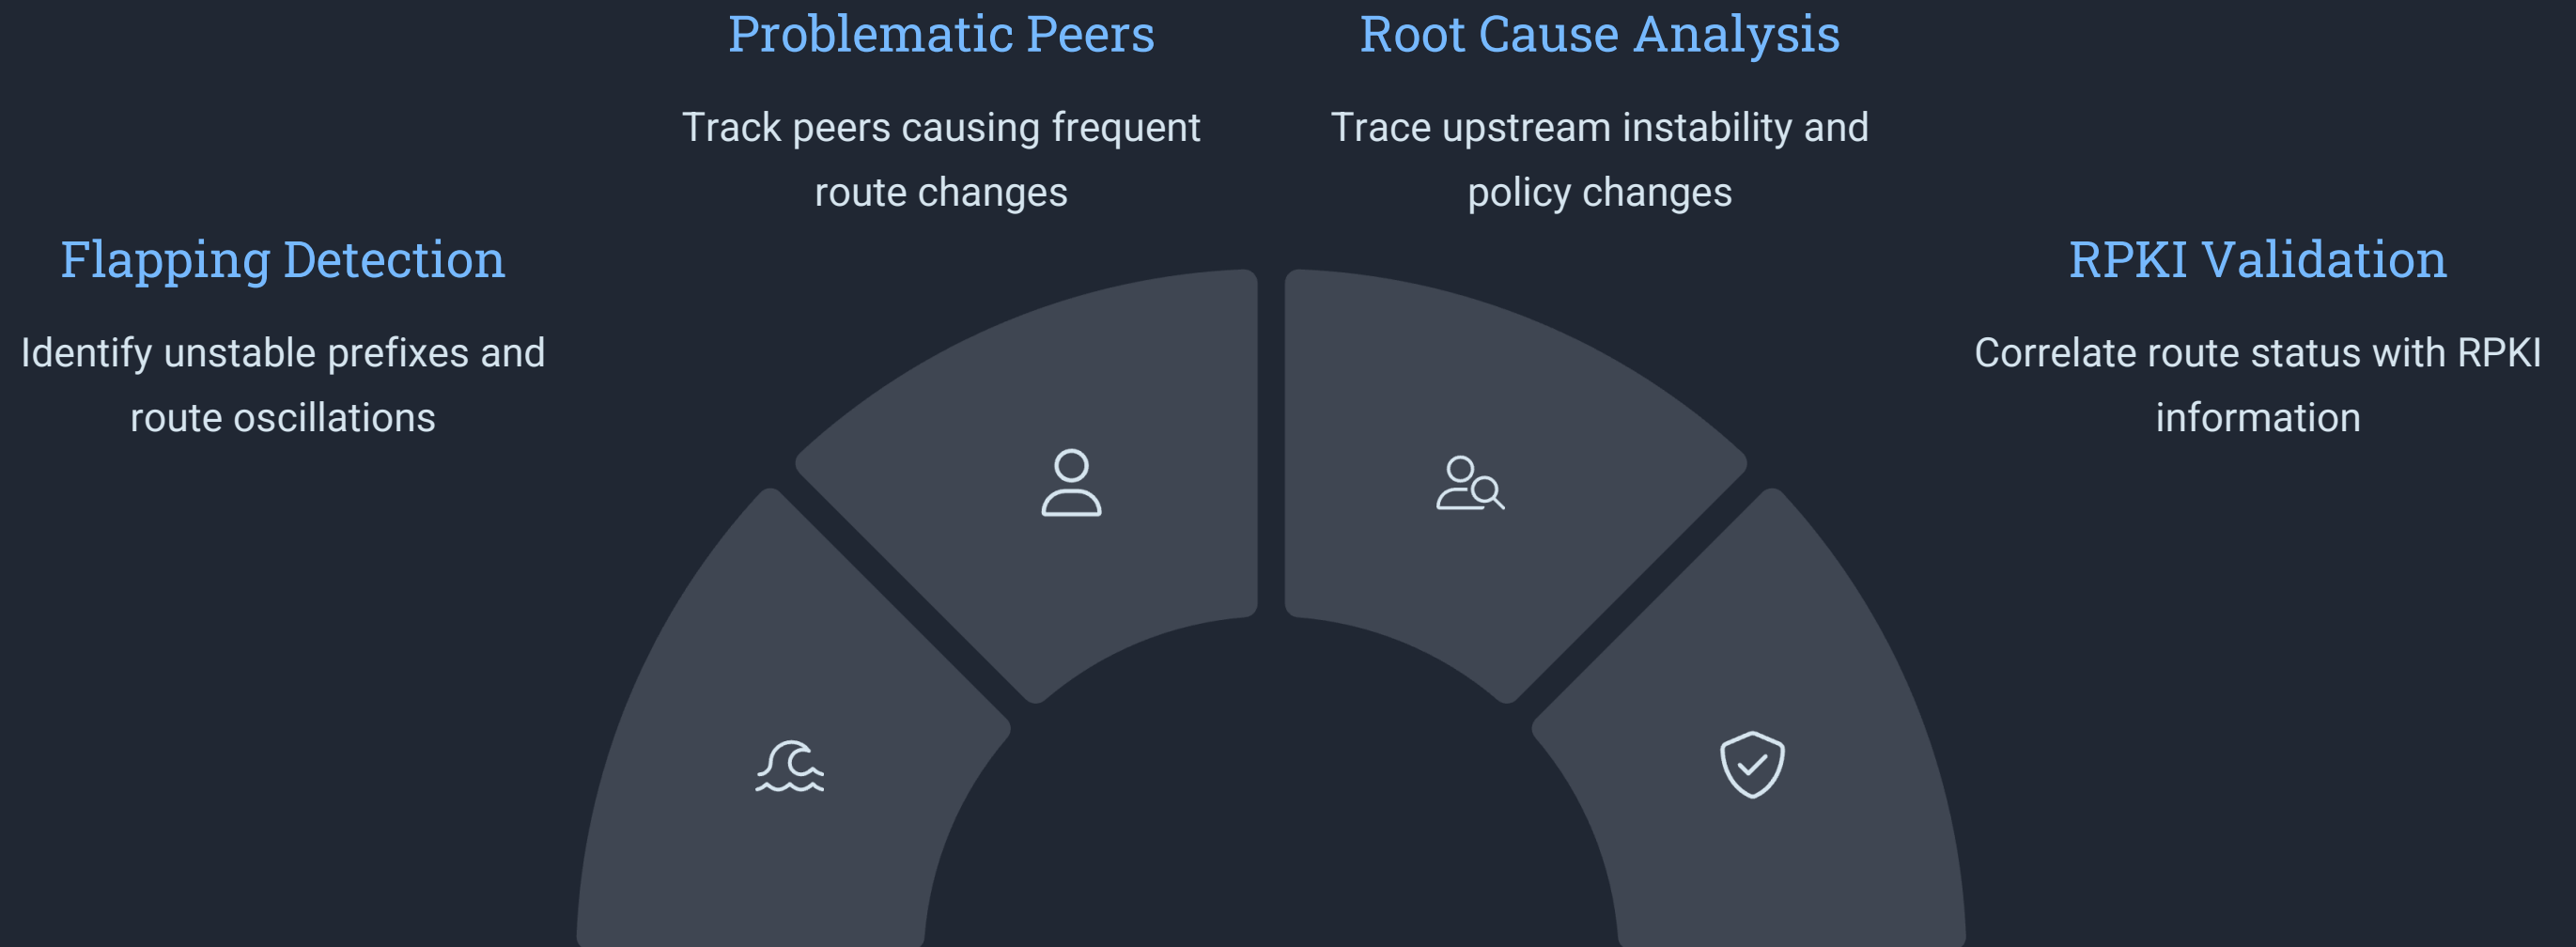 Flapping Detection
Identify unstable prefixes and
route oscillations
Problematic Peers
Track peers causing frequent
route changes
Root Cause Analysis
Trace upstream instability and
policy changes
RPKI Validation
Correlate route status with RPKI
information